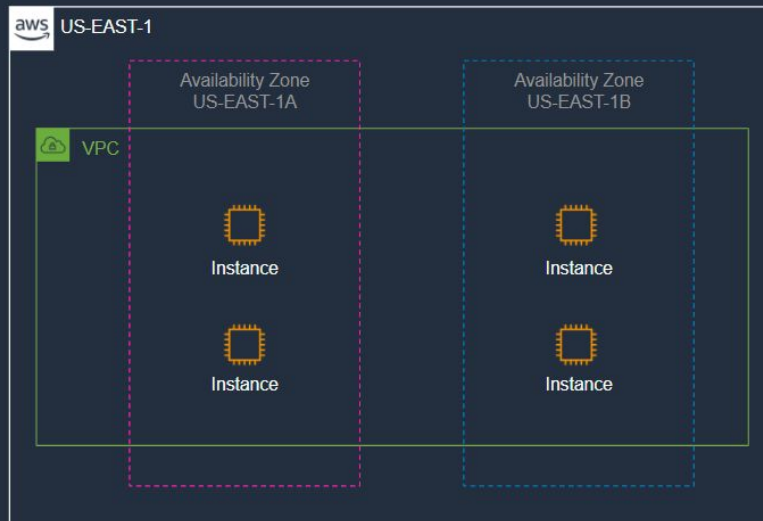 aws
US-EAST-1
Availability Zone
US-EAST-1A
Availability Zone
US-EAST-1B
VPC
Instance
Instance
Instance
Instance